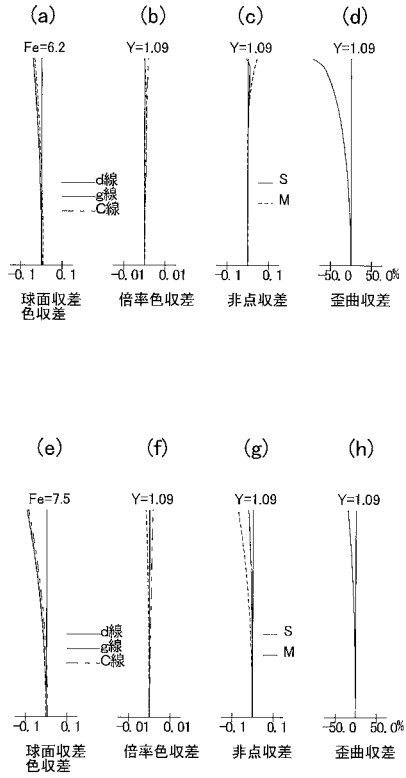 (a) (b) (c) (d)
Fe=6.2 Y=1.09 Y=1.09 Y=1.09
d線
g線
C線
S
M
-0.1 0.1 -0.01 0.01 -0.1 0.1 -50.0 50.0%
球面収差 倍率色収差 非点収差 歪曲収差
色収差
(e) (f) (g) (h)
Fe=7.5 Y=1.09 Y=1.09 Y=1.09
d線
g線
C線
S
M
-0.1 0.1 -0.01 0.01 -0.1 0.1 -50.0 50.0%
球面収差 倍率色収差 非点収差 歪曲収差
色収差